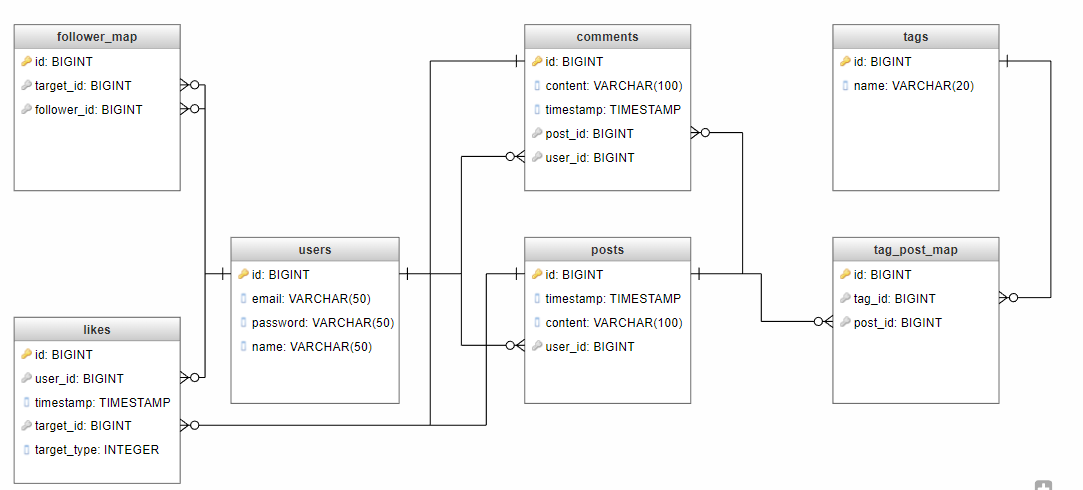 follower_map
id: BIGINT
target_id: BIGINT
follower_id: BIGINT
comments
id: BIGINT
content: VARCHAR(100)
timestamp: TIMESTAMP
post_id: BIGINT
user_id: BIGINT
tags
id: BIGINT
name: VARCHAR(20)
users
id: BIGINT
email: VARCHAR(50)
password: VARCHAR(50)
name: VARCHAR(50)
posts
id: BIGINT
timestamp: TIMESTAMP
content: VARCHAR(100)
user_id: BIGINT
tag_post_map
id: BIGINT
tag_id: BIGINT
post_id: BIGINT
likes
id: BIGINT
user_id: BIGINT
timestamp: TIMESTAMP
target_id: BIGINT
target_type: INTEGER